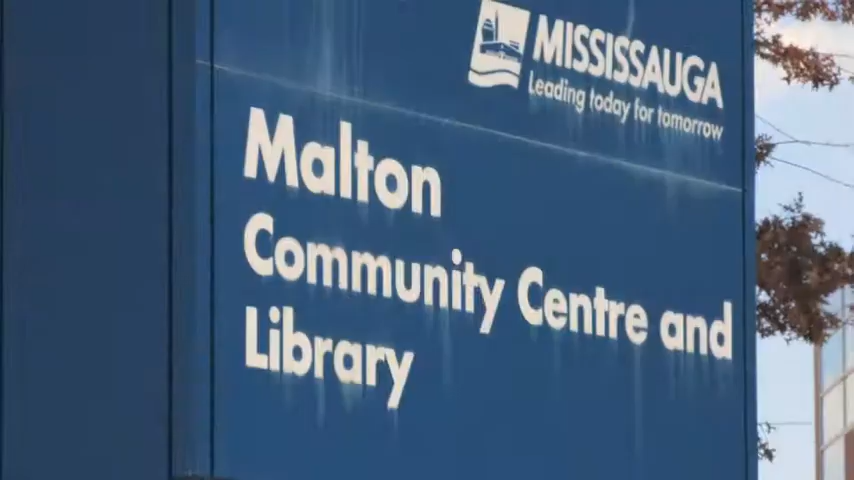 MISSISSAUGA
Leading today for tomorrow
Malton
Community Centre and
Library